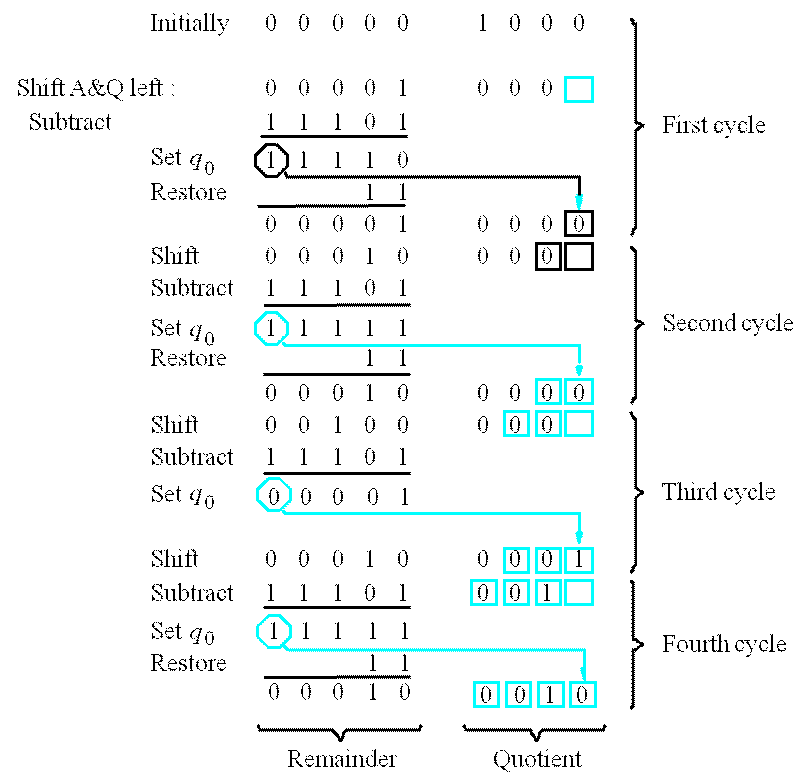 Initially 0 0 0 0 0 1 0 0 0
Shift A&Q left : 0 0 0 0 1 0 0 0
First cycle
Subtract 1 1 1 0 1
Set q0 1 1 1 1 0
Restore 1 1
0 0 0 0 1 0 0 0 0
Shift 0 0 0 1 0 0 0 0
Subtract 1 1 1 0 1
Second cycle
Set q0 1 1 1 1 1
Restore 1 1
0 0 0 1 0 0 0 0 0
Shift 0 0 1 0 0 0 0 0
Subtract 1 1 1 0 1
Set q0 0 0 0 0 1
Third cycle
Shift 0 0 0 1 0 0 0 0 1
Subtract 1 1 1 0 1 0 0 1
Set q0 1 1 1 1 1
Fourth cycle
Restore 1 1
0 0 0 1 0 0 0 1 0
Remainder Quotient